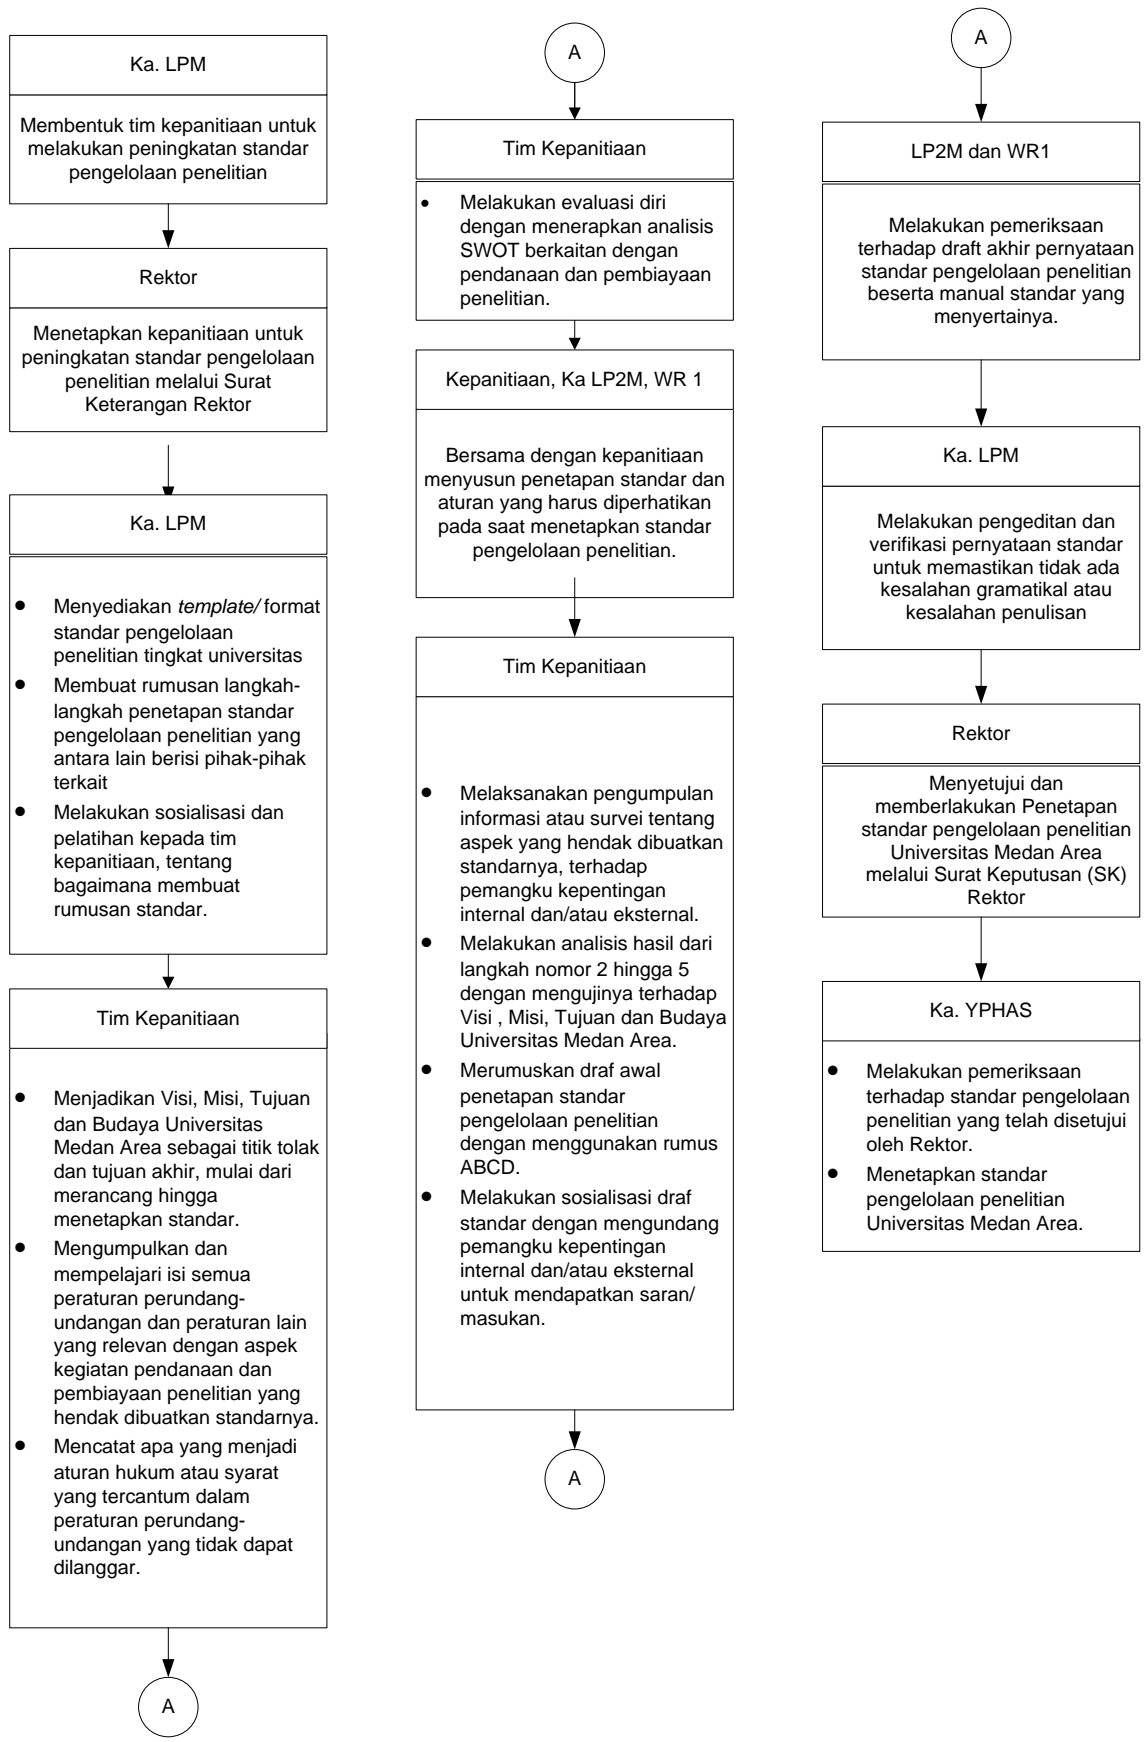 Ka. LPM
Membentuk tim kepanitiaan untuk
melakukan peningkatan standar
pengelolaan penelitian
Rektor
Menetapkan kepanitiaan untuk
peningkatan standar pengelolaan
penelitian melalui Surat
Keterangan Rektor
Ka. LPM
• Menyediakan template/ format
standar pengelolaan
penelitian tingkat universitas
• Membuat rumusan langkah-
langkah penetapan standar
pengelolaan penelitian yang
antara lain berisi pihak-pihak
terkait
• Melakukan sosialisasi dan
pelatihan kepada tim
kepanitiaan, tentang
bagaimana membuat
rumusan standar.
Tim Kepanitiaan
• Menjadikan Visi, Misi, Tujuan
dan Budaya Universitas
Medan Area sebagai titik tolak
dan tujuan akhir, mulai dari
merancang hingga
menetapkan standar.
• Mengumpulkan dan
mempelajari isi semua
peraturan perundang-
undangan dan peraturan lain
yang relevan dengan aspek
kegiatan pendanaan dan
pembiayaan penelitian yang
hendak dibuatkan standarnya.
• Mencatat apa yang menjadi
aturan hukum atau syarat
yang tercantum dalam
peraturan perundang-
undangan yang tidak dapat
dilanggar.
A
A
Tim Kepanitiaan
• Melakukan evaluasi diri
dengan menerapkan analisis
SWOT berkaitan dengan
pendanaan dan pembiayaan
penelitian.
Kepanitiaan, Ka LP2M, WR 1
Bersama dengan kepanitiaan
menyusun penetapan standar dan
aturan yang harus diperhatikan
pada saat menetapkan standar
pengelolaan penelitian.
Tim Kepanitiaan
• Melaksanakan pengumpulan
informasi atau survei tentang
aspek yang hendak dibuatkan
standarnya, terhadap
pemangku kepentingan
internal dan/atau eksternal.
• Melakukan analisis hasil dari
langkah nomor 2 hingga 5
dengan mengujinya terhadap
Visi , Misi, Tujuan dan Budaya
Universitas Medan Area.
• Merumuskan draf awal
penetapan standar
pengelolaan penelitian
dengan menggunakan rumus
ABCD.
• Melakukan sosialisasi draf
standar dengan mengundang
pemangku kepentingan
internal dan/atau eksternal
untuk mendapatkan saran/
masukan.
A
A
LP2M dan WR1
Melakukan pemeriksaan
terhadap draft akhir pernyataan
standar pengelolaan penelitian
beserta manual standar yang
menyertainya.
Ka. LPM
Melakukan pengeditan dan
verifikasi pernyataan standar
untuk memastikan tidak ada
kesalahan gramatikal atau
kesalahan penulisan
Rektor
Menyetujui dan
memberlakukan Penetapan
standar pengelolaan penelitian
Universitas Medan Area
melalui Surat Keputusan (SK)
Rektor
Ka. YPHAS
• Melakukan pemeriksaan
terhadap standar pengelolaan
penelitian yang telah disetujui
oleh Rektor.
• Menetapkan standar
pengelolaan penelitian
Universitas Medan Area.